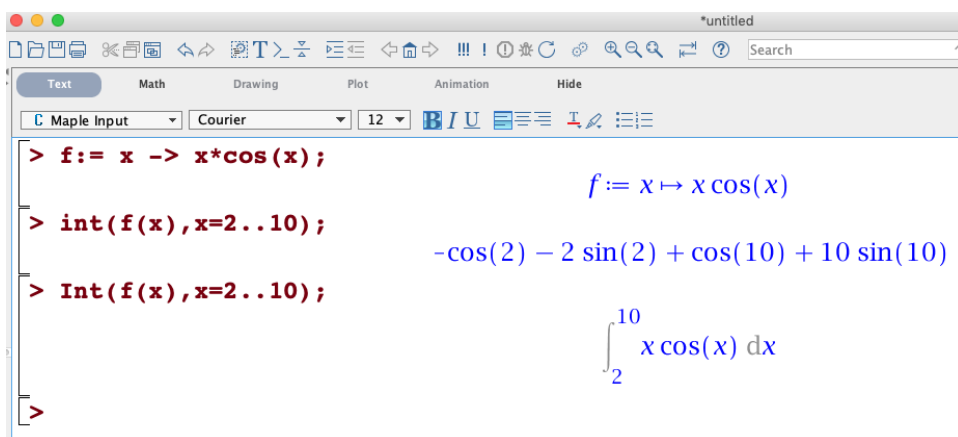 *untitled
Search
Text Math Drawing Plot Animation Hide
C Maple Input Courier 12 B I U
> f:= x -> x*cos(x);
f := x ↦ x cos(x)
> int(f(x),x=2..10);
-cos(2) − 2 sin(2) + cos(10) + 10 sin(10)
> Int(f(x),x=2..10);
∫₂¹⁰ x cos(x) dx
>